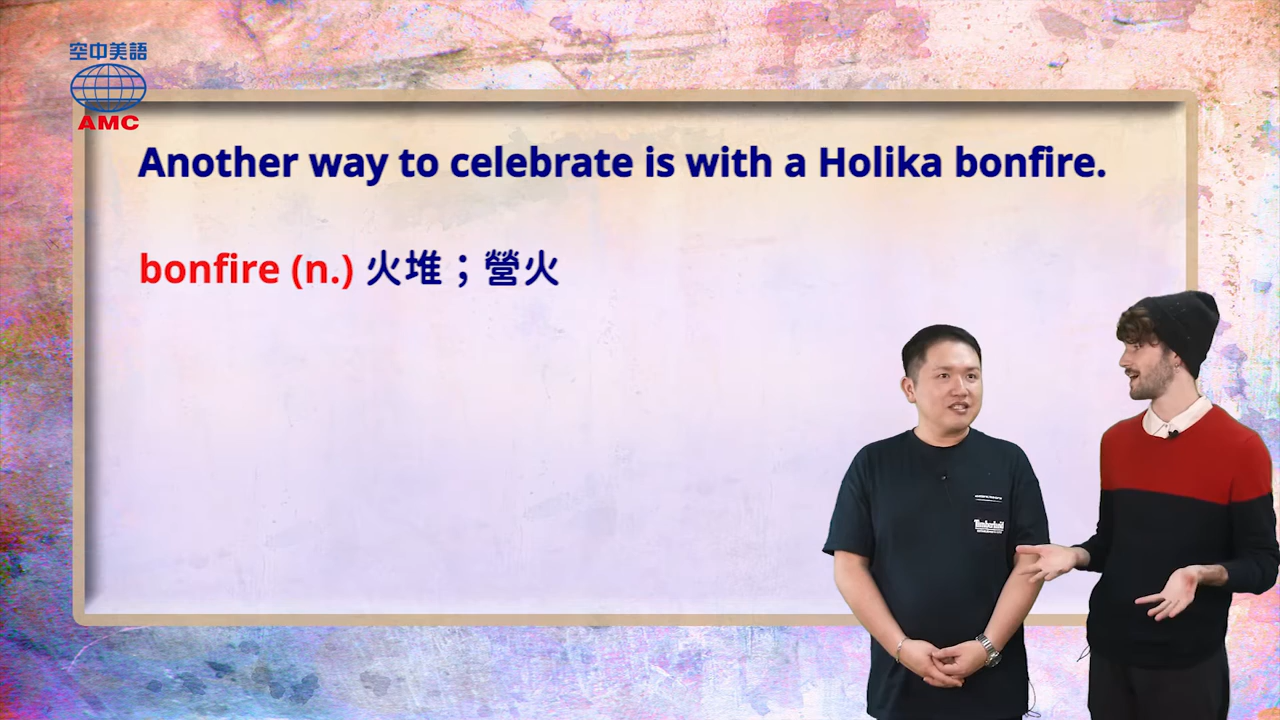 空中美語
AMC
Another way to celebrate is with a Holika bonfire.
bonfire (n.) 火堆；營火
Timberland